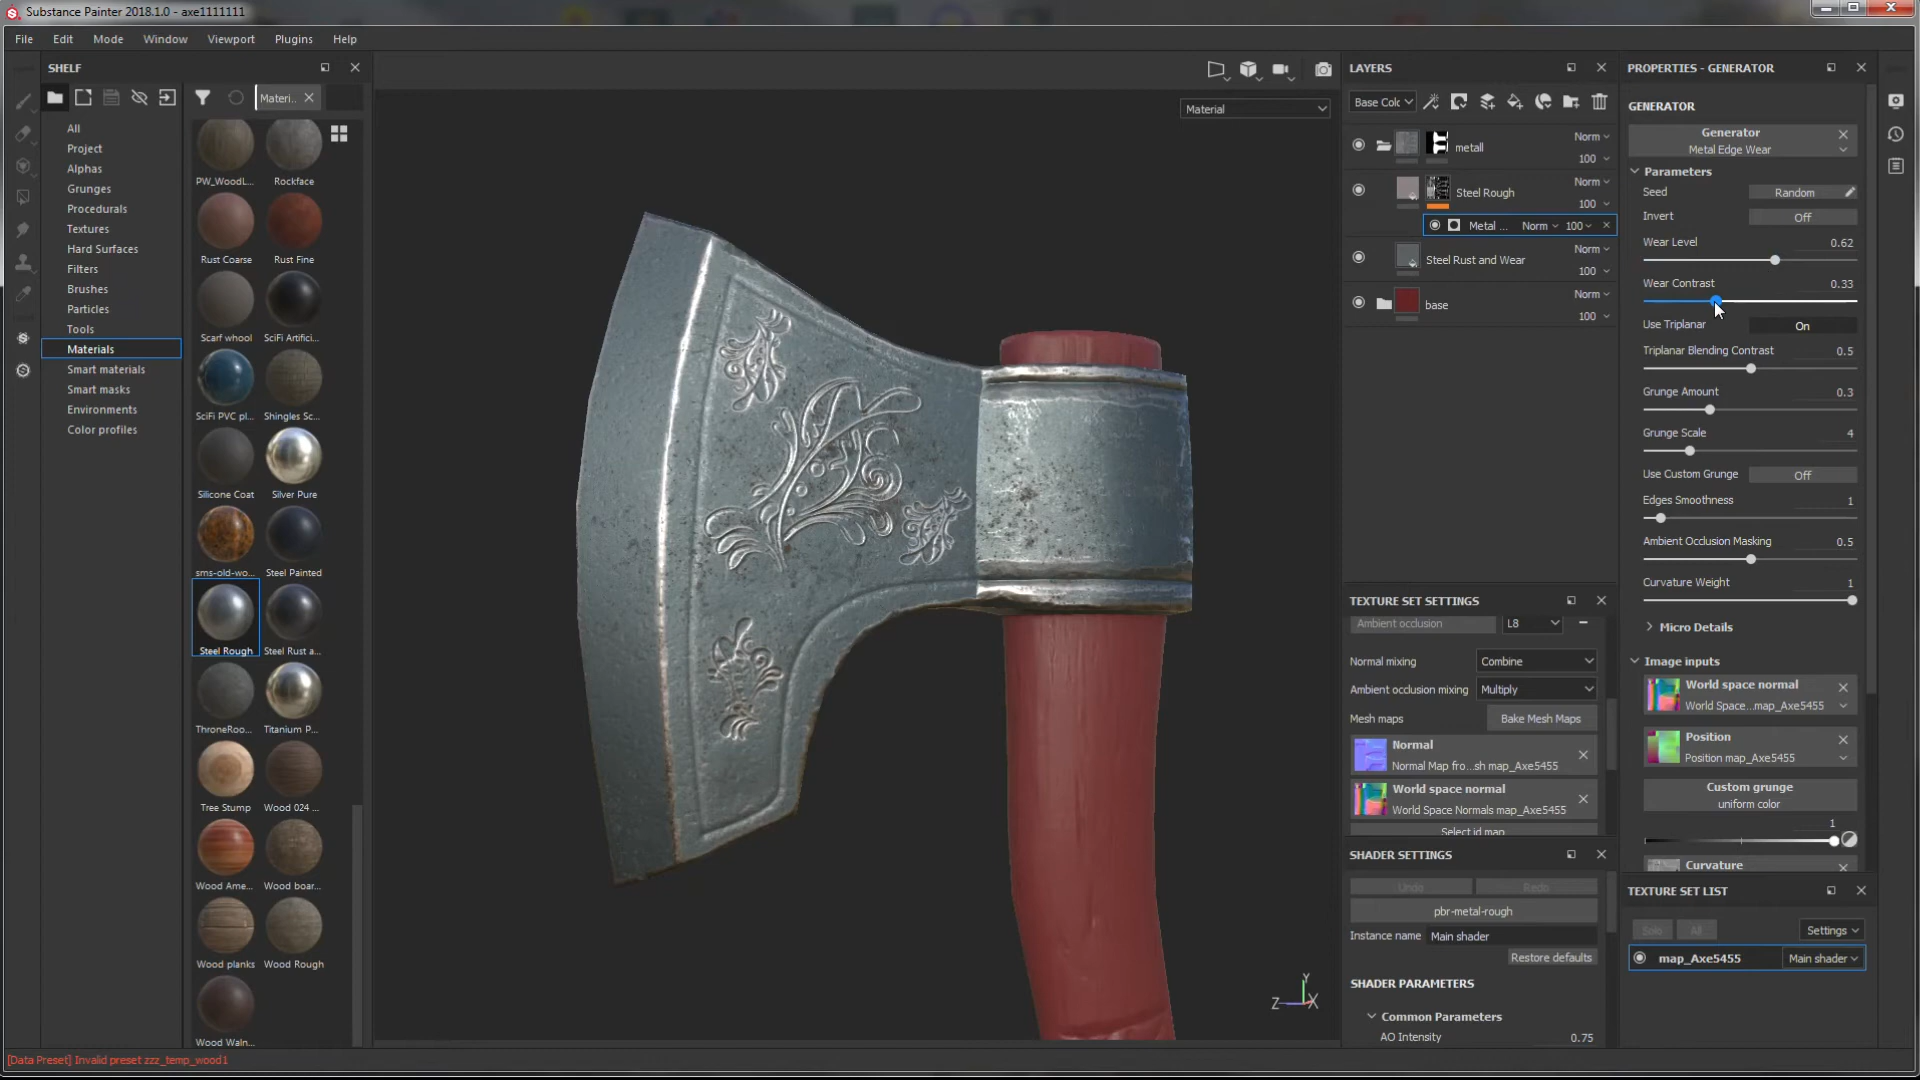 Substance Painter 2018.1.0 - axe1111111
File Edit Mode Window Viewport Plugins Help
SHELF
Materi..
All
Project
Alphas
Grunges
Procedurals
Textures
Hard Surfaces
Filters
Brushes
Particles
Tools
Materials
Smart materials
Smart masks
Environments
Color profiles
PW_WoodL... Rockface
Rust Coarse Rust Fine
Scarf whool SciFi Artifici...
SciFi PVC pl... Shingles Sc...
Silicone Coat Silver Pure
sms-old-wo... Steel Painted
Steel Rough Steel Rust a...
ThroneRoo... Titanium P...
Tree Stump Wood 024 ...
Wood Ame... Wood boar...
Wood planks Wood Rough
Wood Waln...
[Data Preset] Invalid preset zzz_temp_wood1
Material
Y
Z X
LAYERS
Base Colo
metall Norm 100
Steel Rough Norm 100
Metal ... Norm 100
Steel Rust and Wear Norm 100
base Norm 100
TEXTURE SET SETTINGS
Ambient occlusion L8
Normal mixing Combine
Ambient occlusion mixing Multiply
Mesh maps Bake Mesh Maps
Normal
Normal Map fro...sh map_Axe5455
World space normal
World Space Normals map_Axe5455
Select id map
SHADER SETTINGS
Undo Redo
pbr-metal-rough
Instance name Main shader
Restore defaults
SHADER PARAMETERS
Common Parameters
AO Intensity 0.75
PROPERTIES - GENERATOR
GENERATOR
Generator
Metal Edge Wear
Parameters
Seed Random
Invert Off
Wear Level 0.62
Wear Contrast 0.33
Use Triplanar On
Triplanar Blending Contrast 0.5
Grunge Amount 0.3
Grunge Scale 4
Use Custom Grunge Off
Edges Smoothness 1
Ambient Occlusion Masking 0.5
Curvature Weight 1
Micro Details
Image inputs
World space normal
World Space...map_Axe5455
Position
Position map_Axe5455
Custom grunge
uniform color
1
Curvature
TEXTURE SET LIST
Solo All Settings
map_Axe5455 Main shader